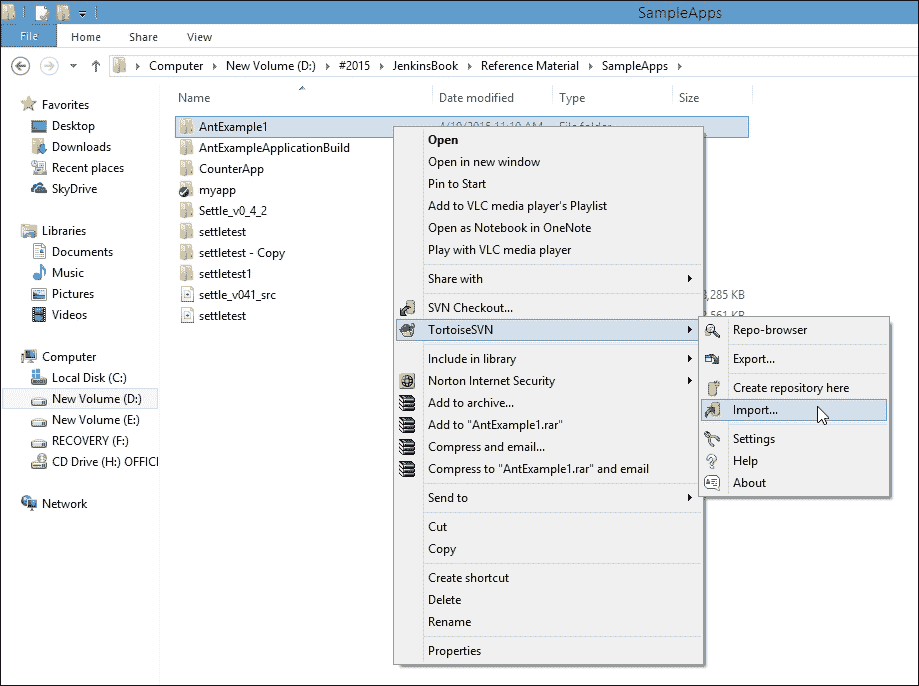 SampleApps
File Home Share View
Computer New Volume (D:) #2015 JenkinsBook Reference Material SampleApps
Name Date modified Type Size
Favorites
Desktop
Downloads
Recent places
SkyDrive
Libraries
Documents
Music
Pictures
Videos
Computer
Local Disk (C:)
New Volume (D:)
New Volume (E:)
RECOVERY (F:)
CD Drive (H:) OFFICI
Network
AntExample1
AntExampleApplicationBuild
CounterApp
myapp
Settle_v0_4_2
settletest
settletest - Copy
settletest1
settle_v041_src
settletest
File folder
,285 KB
,561 KB
Open
Open in new window
Pin to Start
Add to VLC media player's Playlist
Open as Notebook in OneNote
Play with VLC media player
Share with
SVN Checkout...
TortoiseSVN
Include in library
Norton Internet Security
Add to archive...
Add to "AntExample1.rar"
Compress and email...
Compress to "AntExample1.rar" and email
Send to
Cut
Copy
Create shortcut
Delete
Rename
Properties
Repo-browser
Export...
Create repository here
Import...
Settings
Help
About